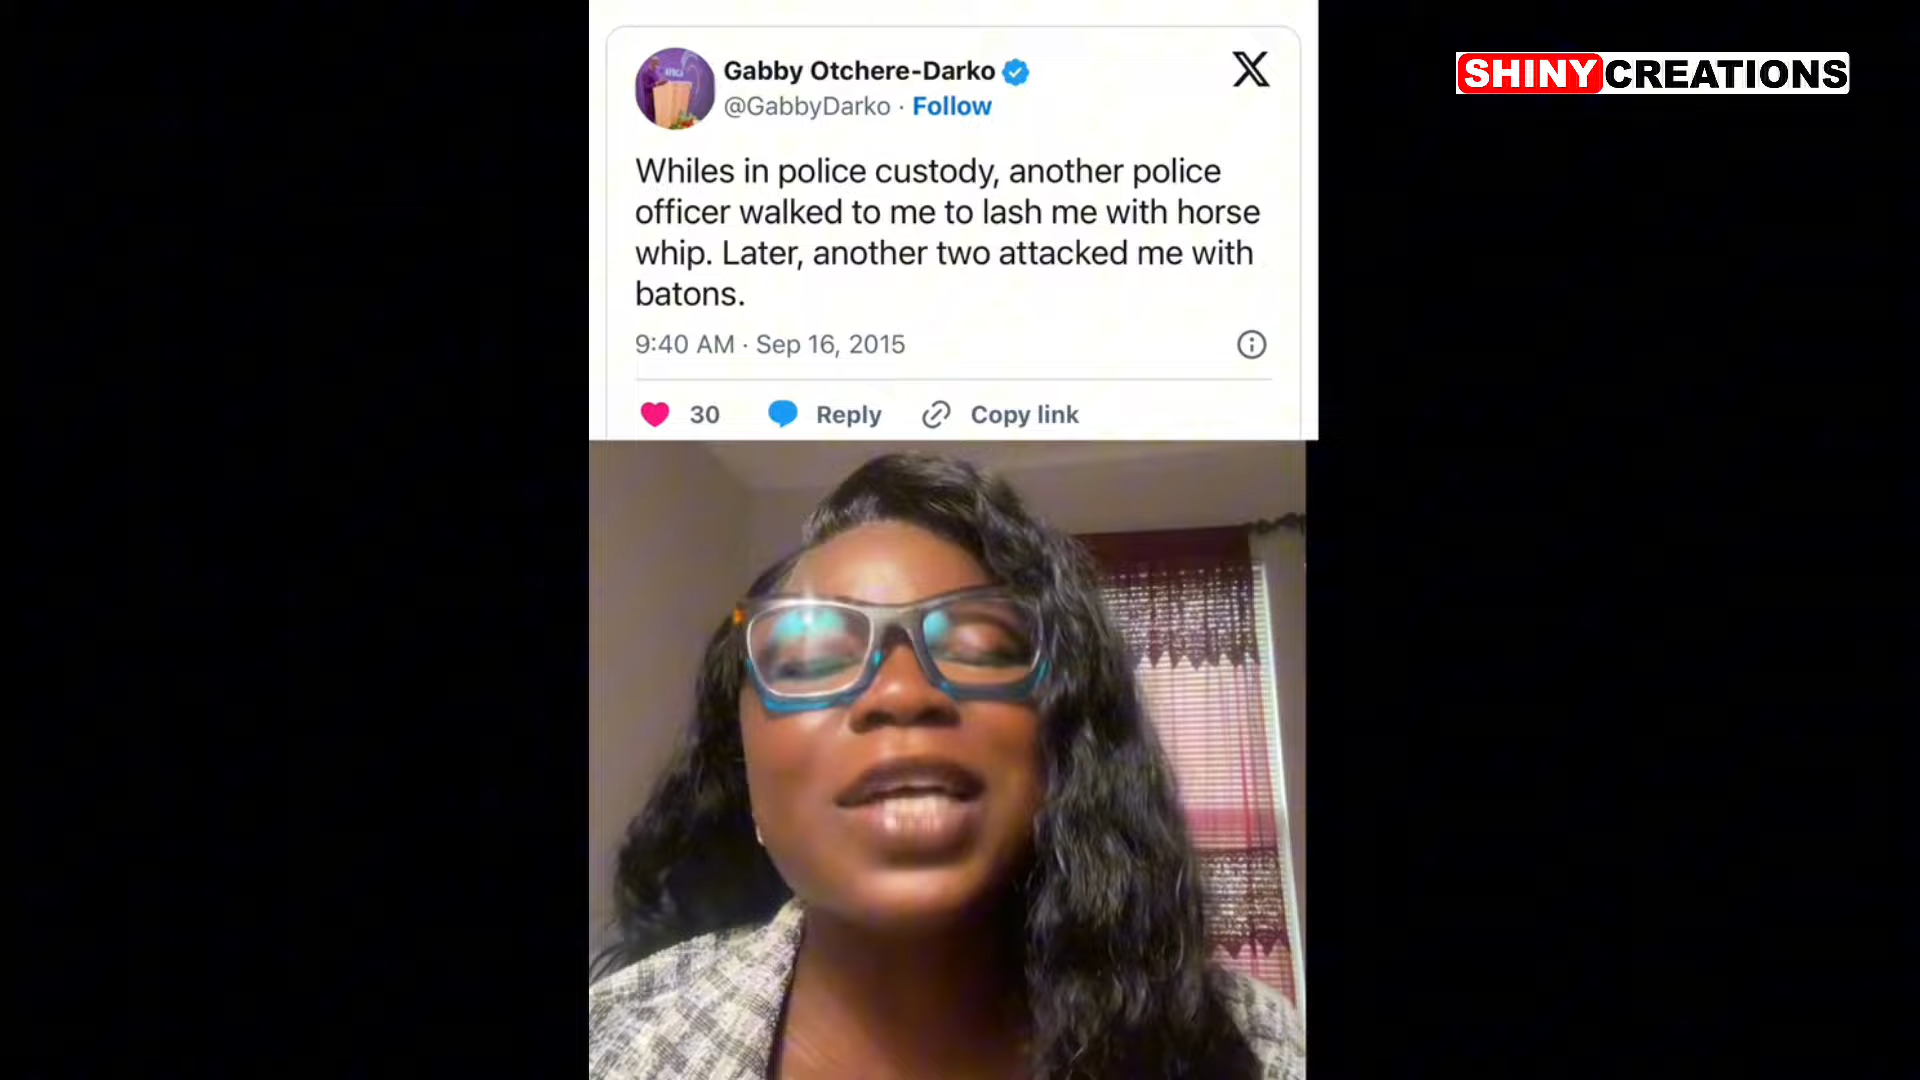 Gabby Otchere-Darko
@GabbyDarko · Follow
SHINYCREATIONS
Whiles in police custody, another police
officer walked to me to lash me with horse
whip. Later, another two attacked me with
batons.
9:40 AM · Sep 16, 2015
30 Reply Copy link